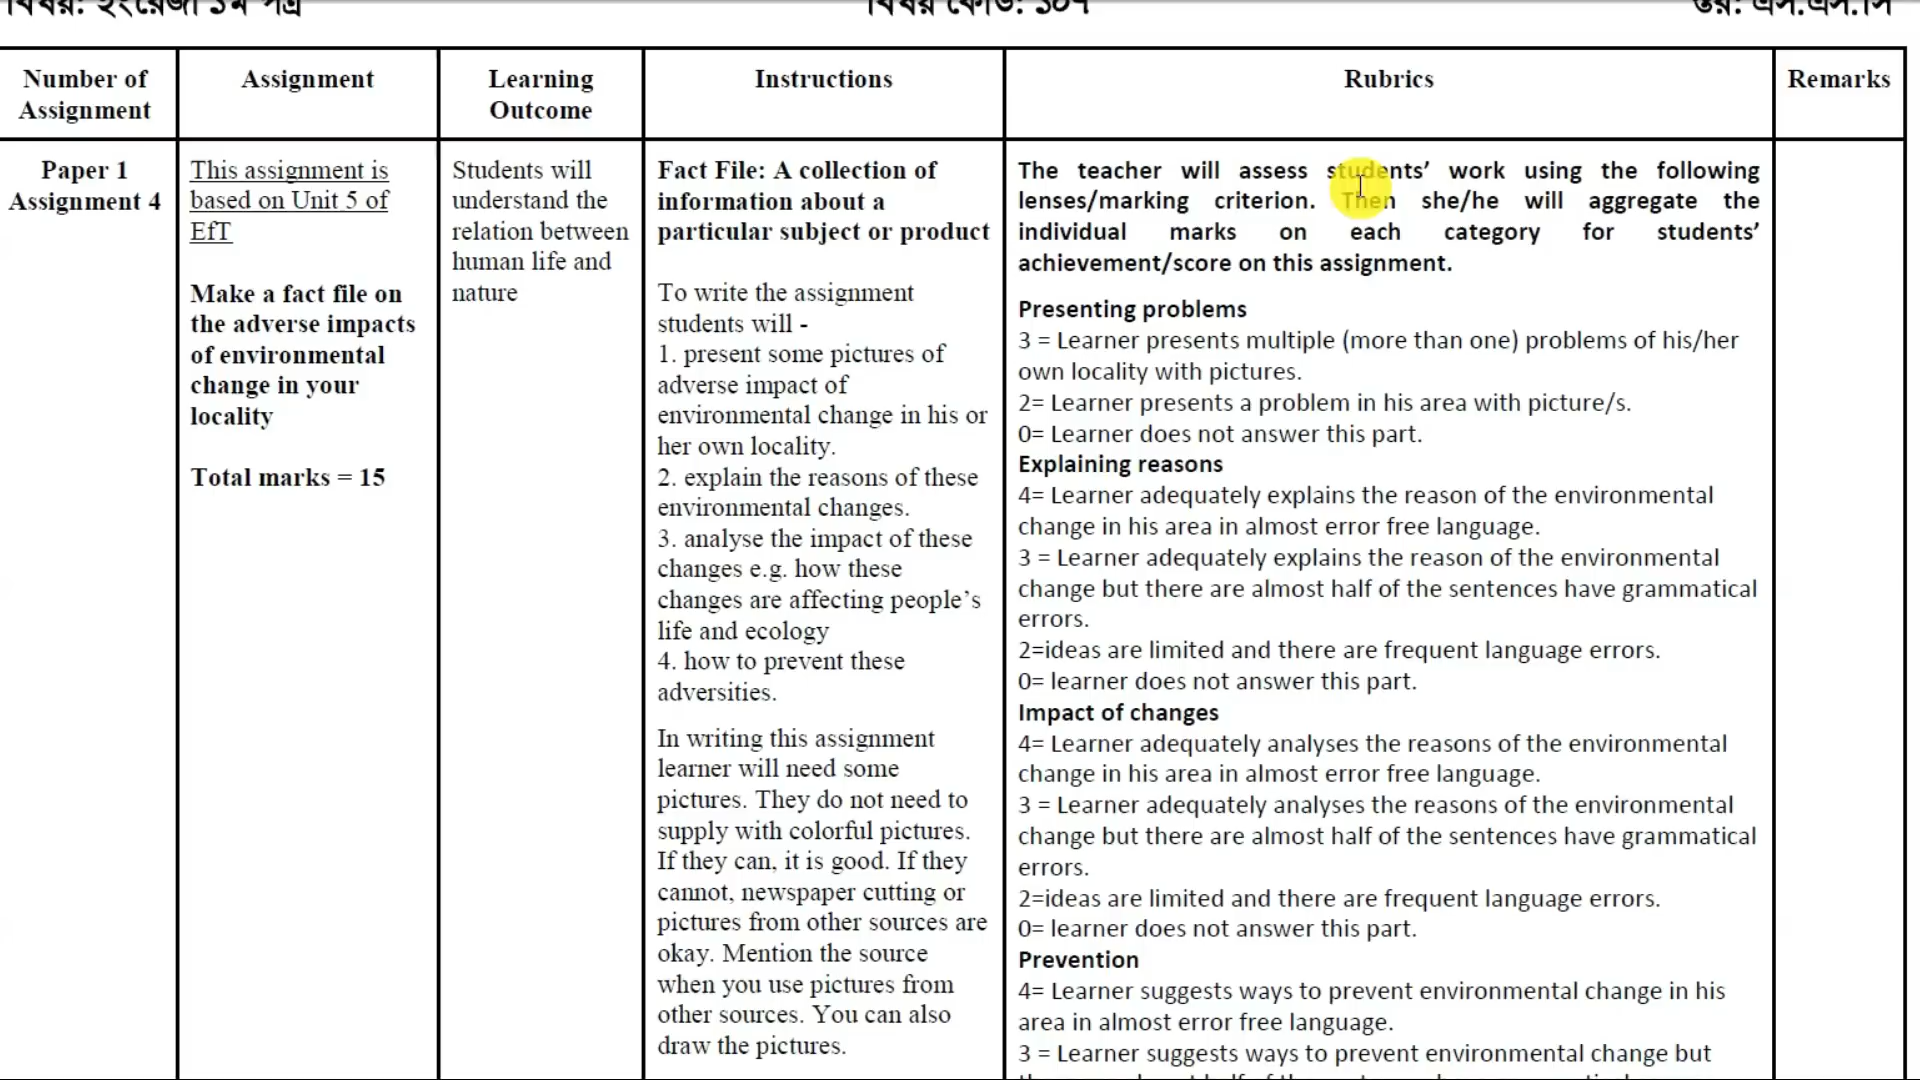 বিষয়: ইংরেজী ১ম পত্র
বিষয় কোড: ১০৭
স্তর: এস.এস.সি
Number of
Assignment
Assignment
Learning
Outcome
Instructions
Rubrics
Remarks
Paper 1
Assignment 4
This assignment is
based on Unit 5 of
EfT
Make a fact file on
the adverse impacts
of environmental
change in your
locality
Total marks = 15
Students will
understand the
relation between
human life and
nature
Fact File: A collection of
information about a
particular subject or product
To write the assignment
students will -
1. present some pictures of
adverse impact of
environmental change in his or
her own locality.
2. explain the reasons of these
environmental changes.
3. analyse the impact of these
changes e.g. how these
changes are affecting people’s
life and ecology
4. how to prevent these
adversities.
In writing this assignment
learner will need some
pictures. They do not need to
supply with colorful pictures.
If they can, it is good. If they
cannot, newspaper cutting or
pictures from other sources are
okay. Mention the source
when you use pictures from
other sources. You can also
draw the pictures.
The teacher will assess students’ work using the following
lenses/marking criterion. Then she/he will aggregate the
individual marks on each category for students’
achievement/score on this assignment.
Presenting problems
3 = Learner presents multiple (more than one) problems of his/her
own locality with pictures.
2= Learner presents a problem in his area with picture/s.
0= Learner does not answer this part.
Explaining reasons
4= Learner adequately explains the reason of the environmental
change in his area in almost error free language.
3 = Learner adequately explains the reason of the environmental
change but there are almost half of the sentences have grammatical
errors.
2=ideas are limited and there are frequent language errors.
0= learner does not answer this part.
Impact of changes
4= Learner adequately analyses the reasons of the environmental
change in his area in almost error free language.
3 = Learner adequately analyses the reasons of the environmental
change but there are almost half of the sentences have grammatical
errors.
2=ideas are limited and there are frequent language errors.
0= learner does not answer this part.
Prevention
4= Learner suggests ways to prevent environmental change in his
area in almost error free language.
3 = Learner suggests ways to prevent environmental change but